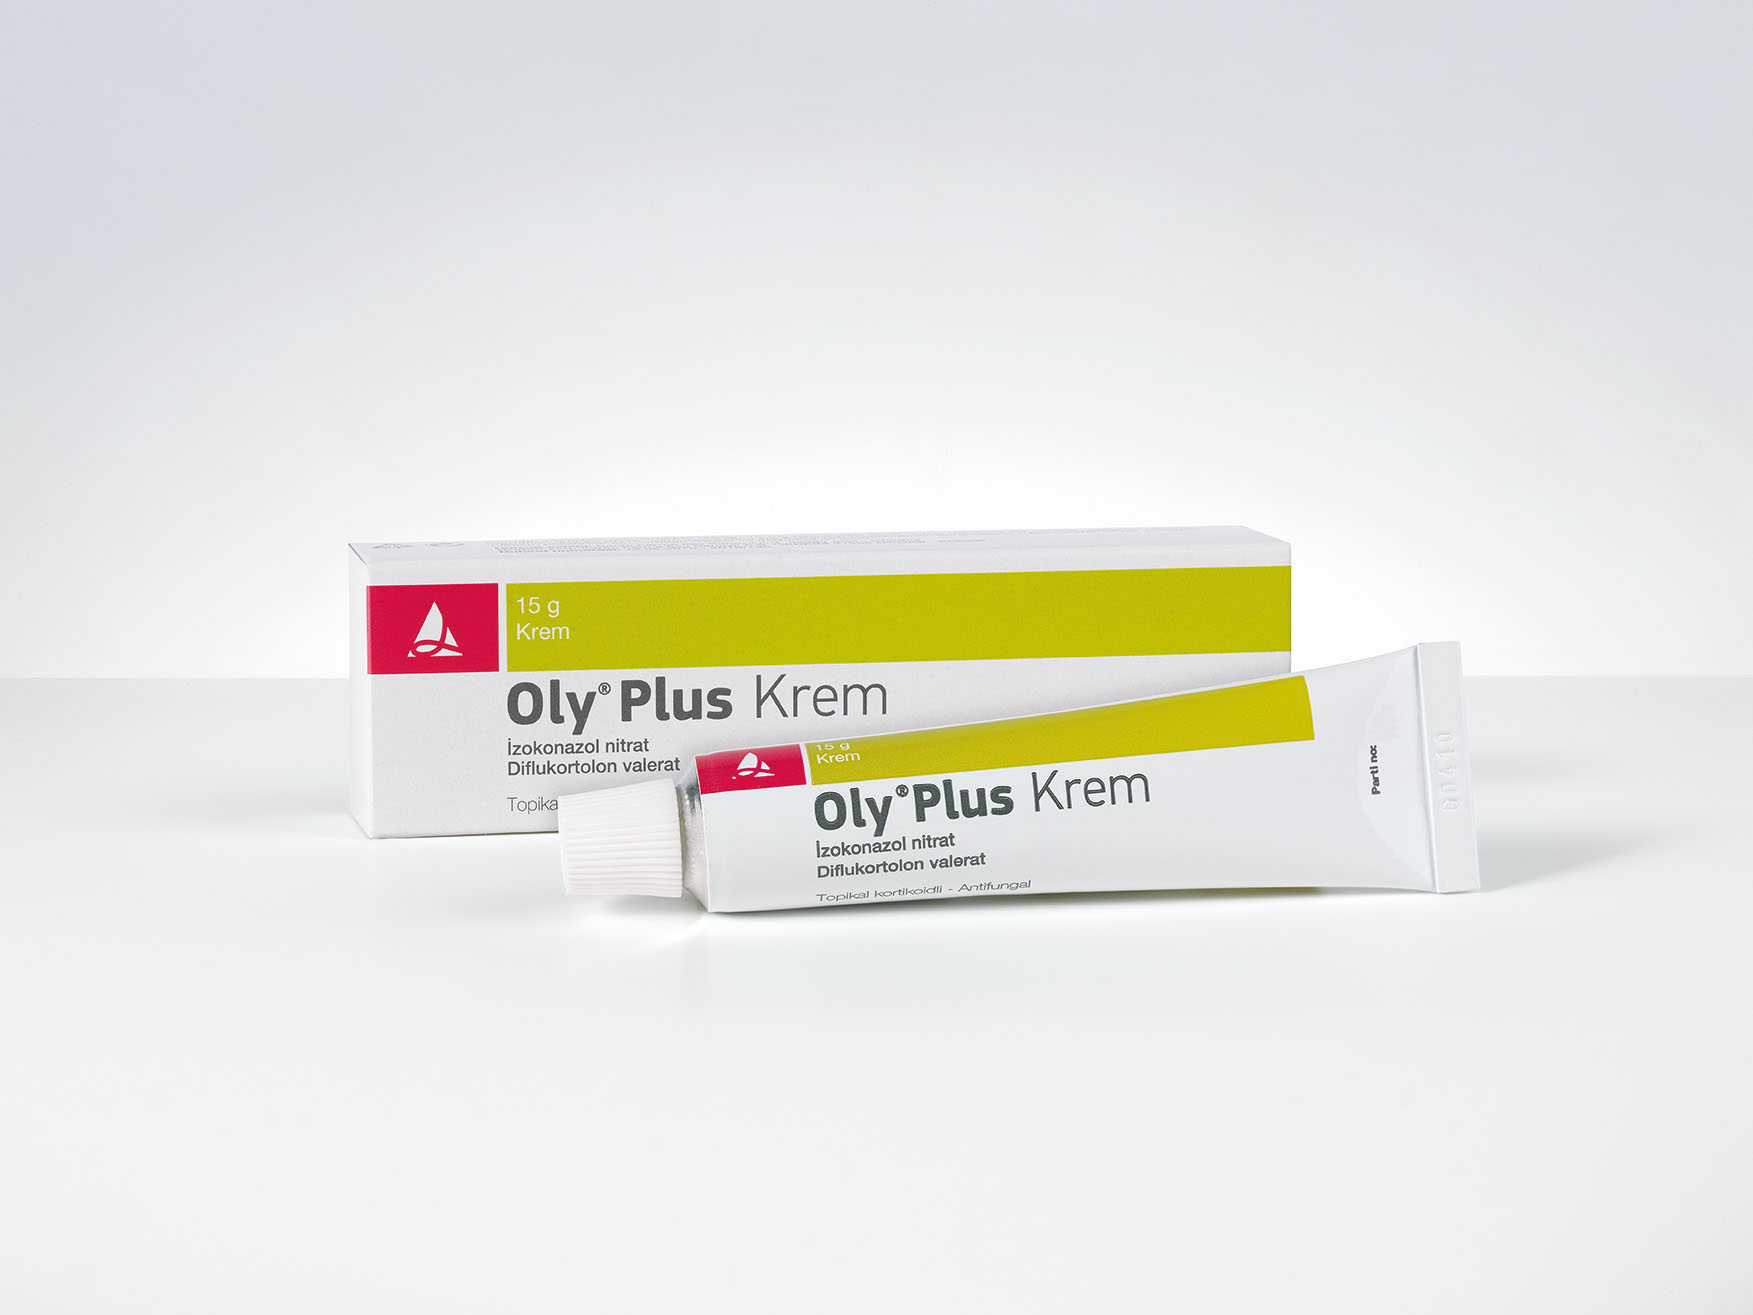 15 g
Krem
Oly® Plus Krem
İzokonazol nitrat
Diflukortolon valerat
Topika
15 g
Krem
Oly® Plus Krem
İzokonazol nitrat
Diflukortolon valerat
Topikal kortikoidli - Antifungal
Parti no: